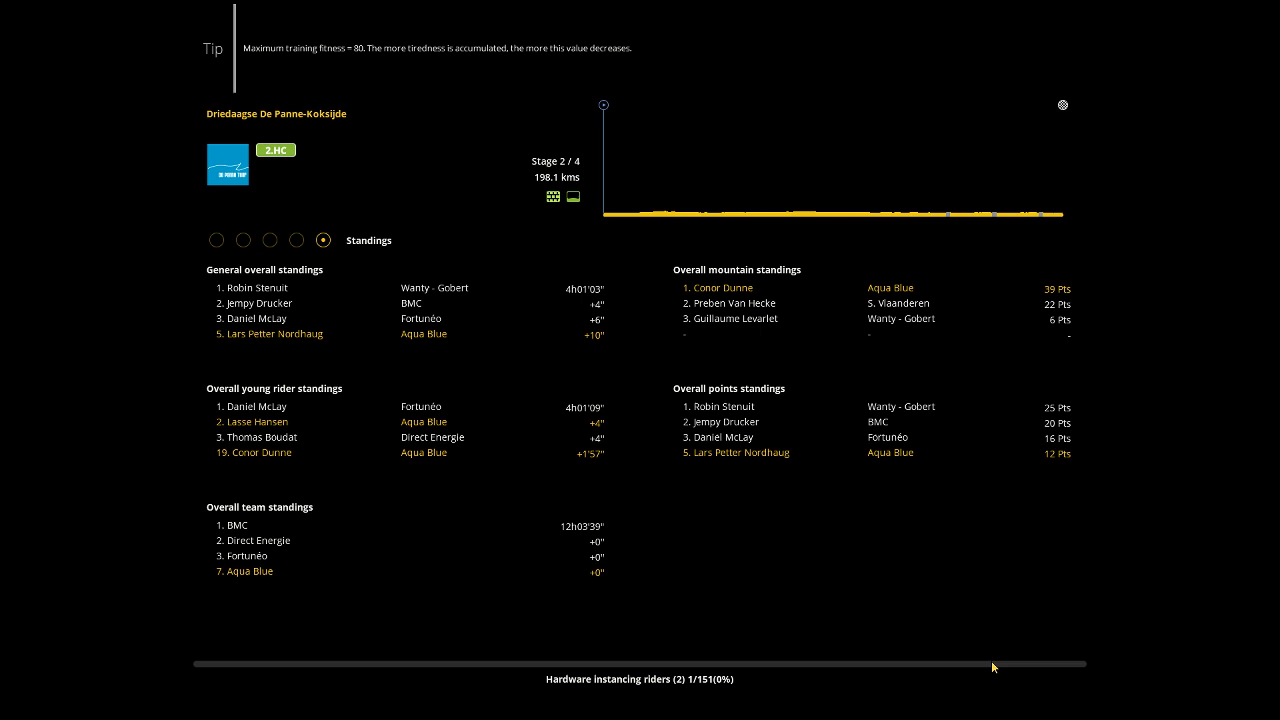 Tip
Maximum training fitness = 80. The more tiredness is accumulated, the more this value decreases.
Driedaagse De Panne-Koksijde
2.HC
Stage 2 / 4
198.1 kms
Standings
General overall standings
1. Robin Stenuit Wanty - Gobert 4h01'03"
2. Jempy Drucker BMC +4"
3. Daniel McLay Fortunéo +6"
5. Lars Petter Nordhaug Aqua Blue +10"
Overall mountain standings
1. Conor Dunne Aqua Blue 39 Pts
2. Preben Van Hecke S. Vlaanderen 22 Pts
3. Guillaume Levarlet Wanty - Gobert 6 Pts
- - -
Overall young rider standings
1. Daniel McLay Fortunéo 4h01'09"
2. Lasse Hansen Aqua Blue +4"
3. Thomas Boudat Direct Energie +4"
19. Conor Dunne Aqua Blue +1'57"
Overall points standings
1. Robin Stenuit Wanty - Gobert 25 Pts
2. Jempy Drucker BMC 20 Pts
3. Daniel McLay Fortunéo 16 Pts
5. Lars Petter Nordhaug Aqua Blue 12 Pts
Overall team standings
1. BMC 12h03'39"
2. Direct Energie +0"
3. Fortunéo +0"
7. Aqua Blue +0"
Hardware instancing riders (2) 1/151(0%)